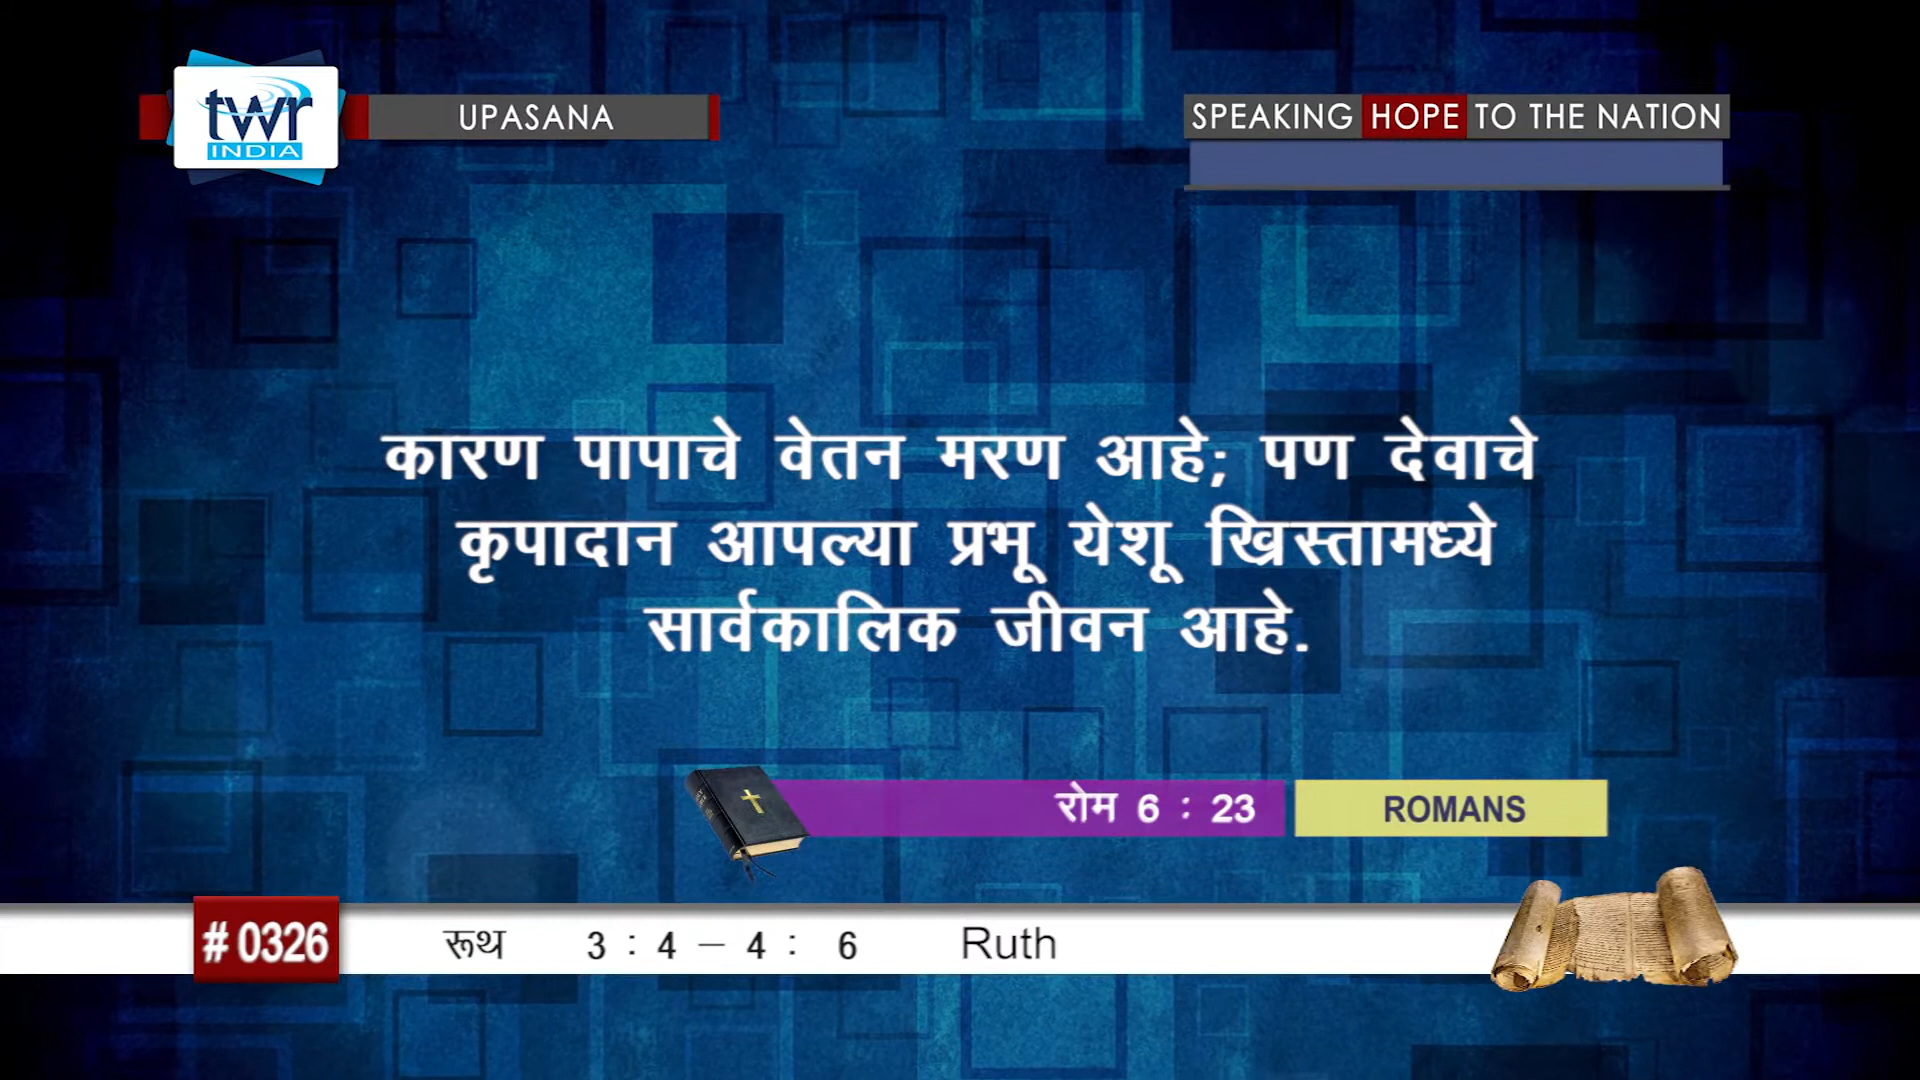 twr
INDIA
UPASANA
SPEAKING HOPE TO THE NATION
कारण पापाचे वेतन मरण आहे; पण देवाचे
कृपादान आपल्या प्रभू येशू ख्रिस्तामध्ये
सार्वकालिक जीवन आहे.
रोम 6 : 23
ROMANS
# 0326
रूथ 3 : 4 – 4 : 6 Ruth